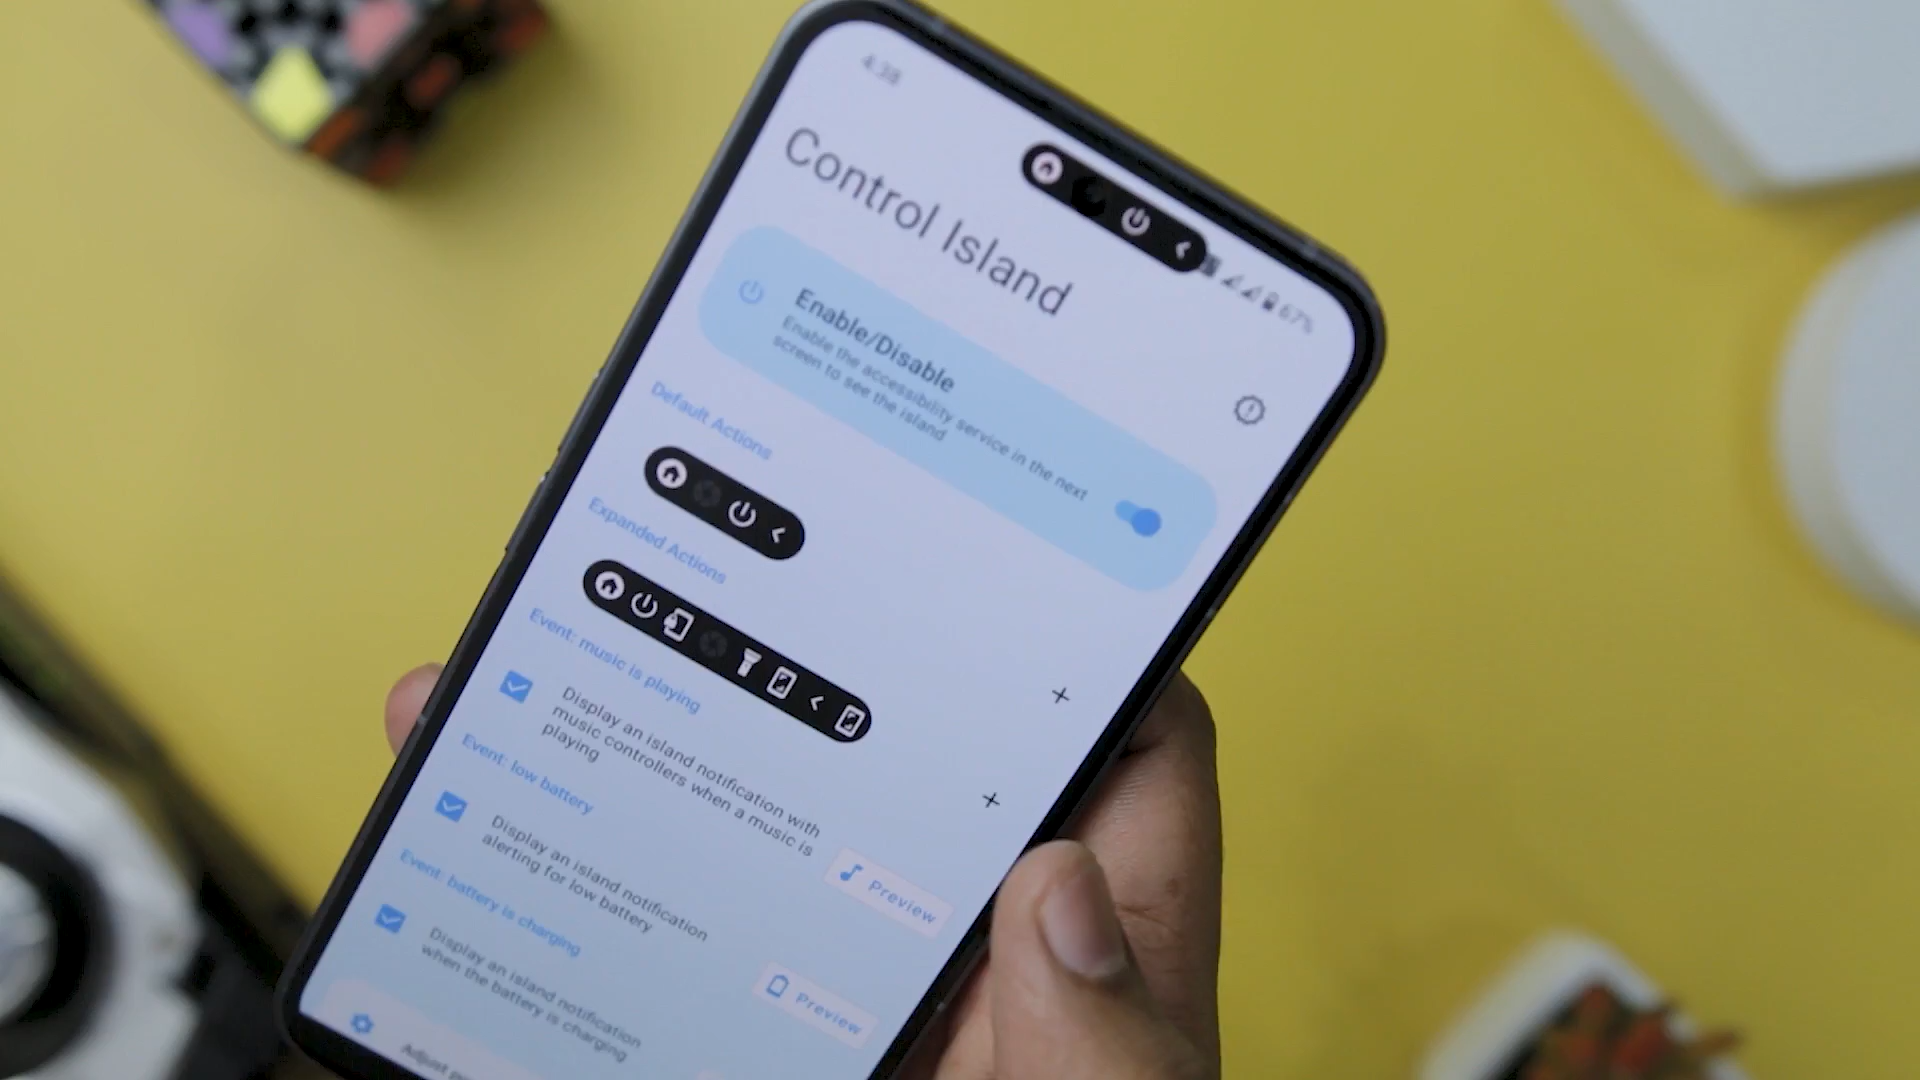 4:38
67%
Control Island
Enable/Disable
Enable the accessibility service in the next
screen to see the island
Default Actions
Expanded Actions
Event: music is playing
Display an island notification with
music controllers when a music is
playing
Preview
Event: low battery
Display an island notification
alerting for low battery
Preview
Event: battery is charging
Display an island notification
when the battery is charging
Adjust